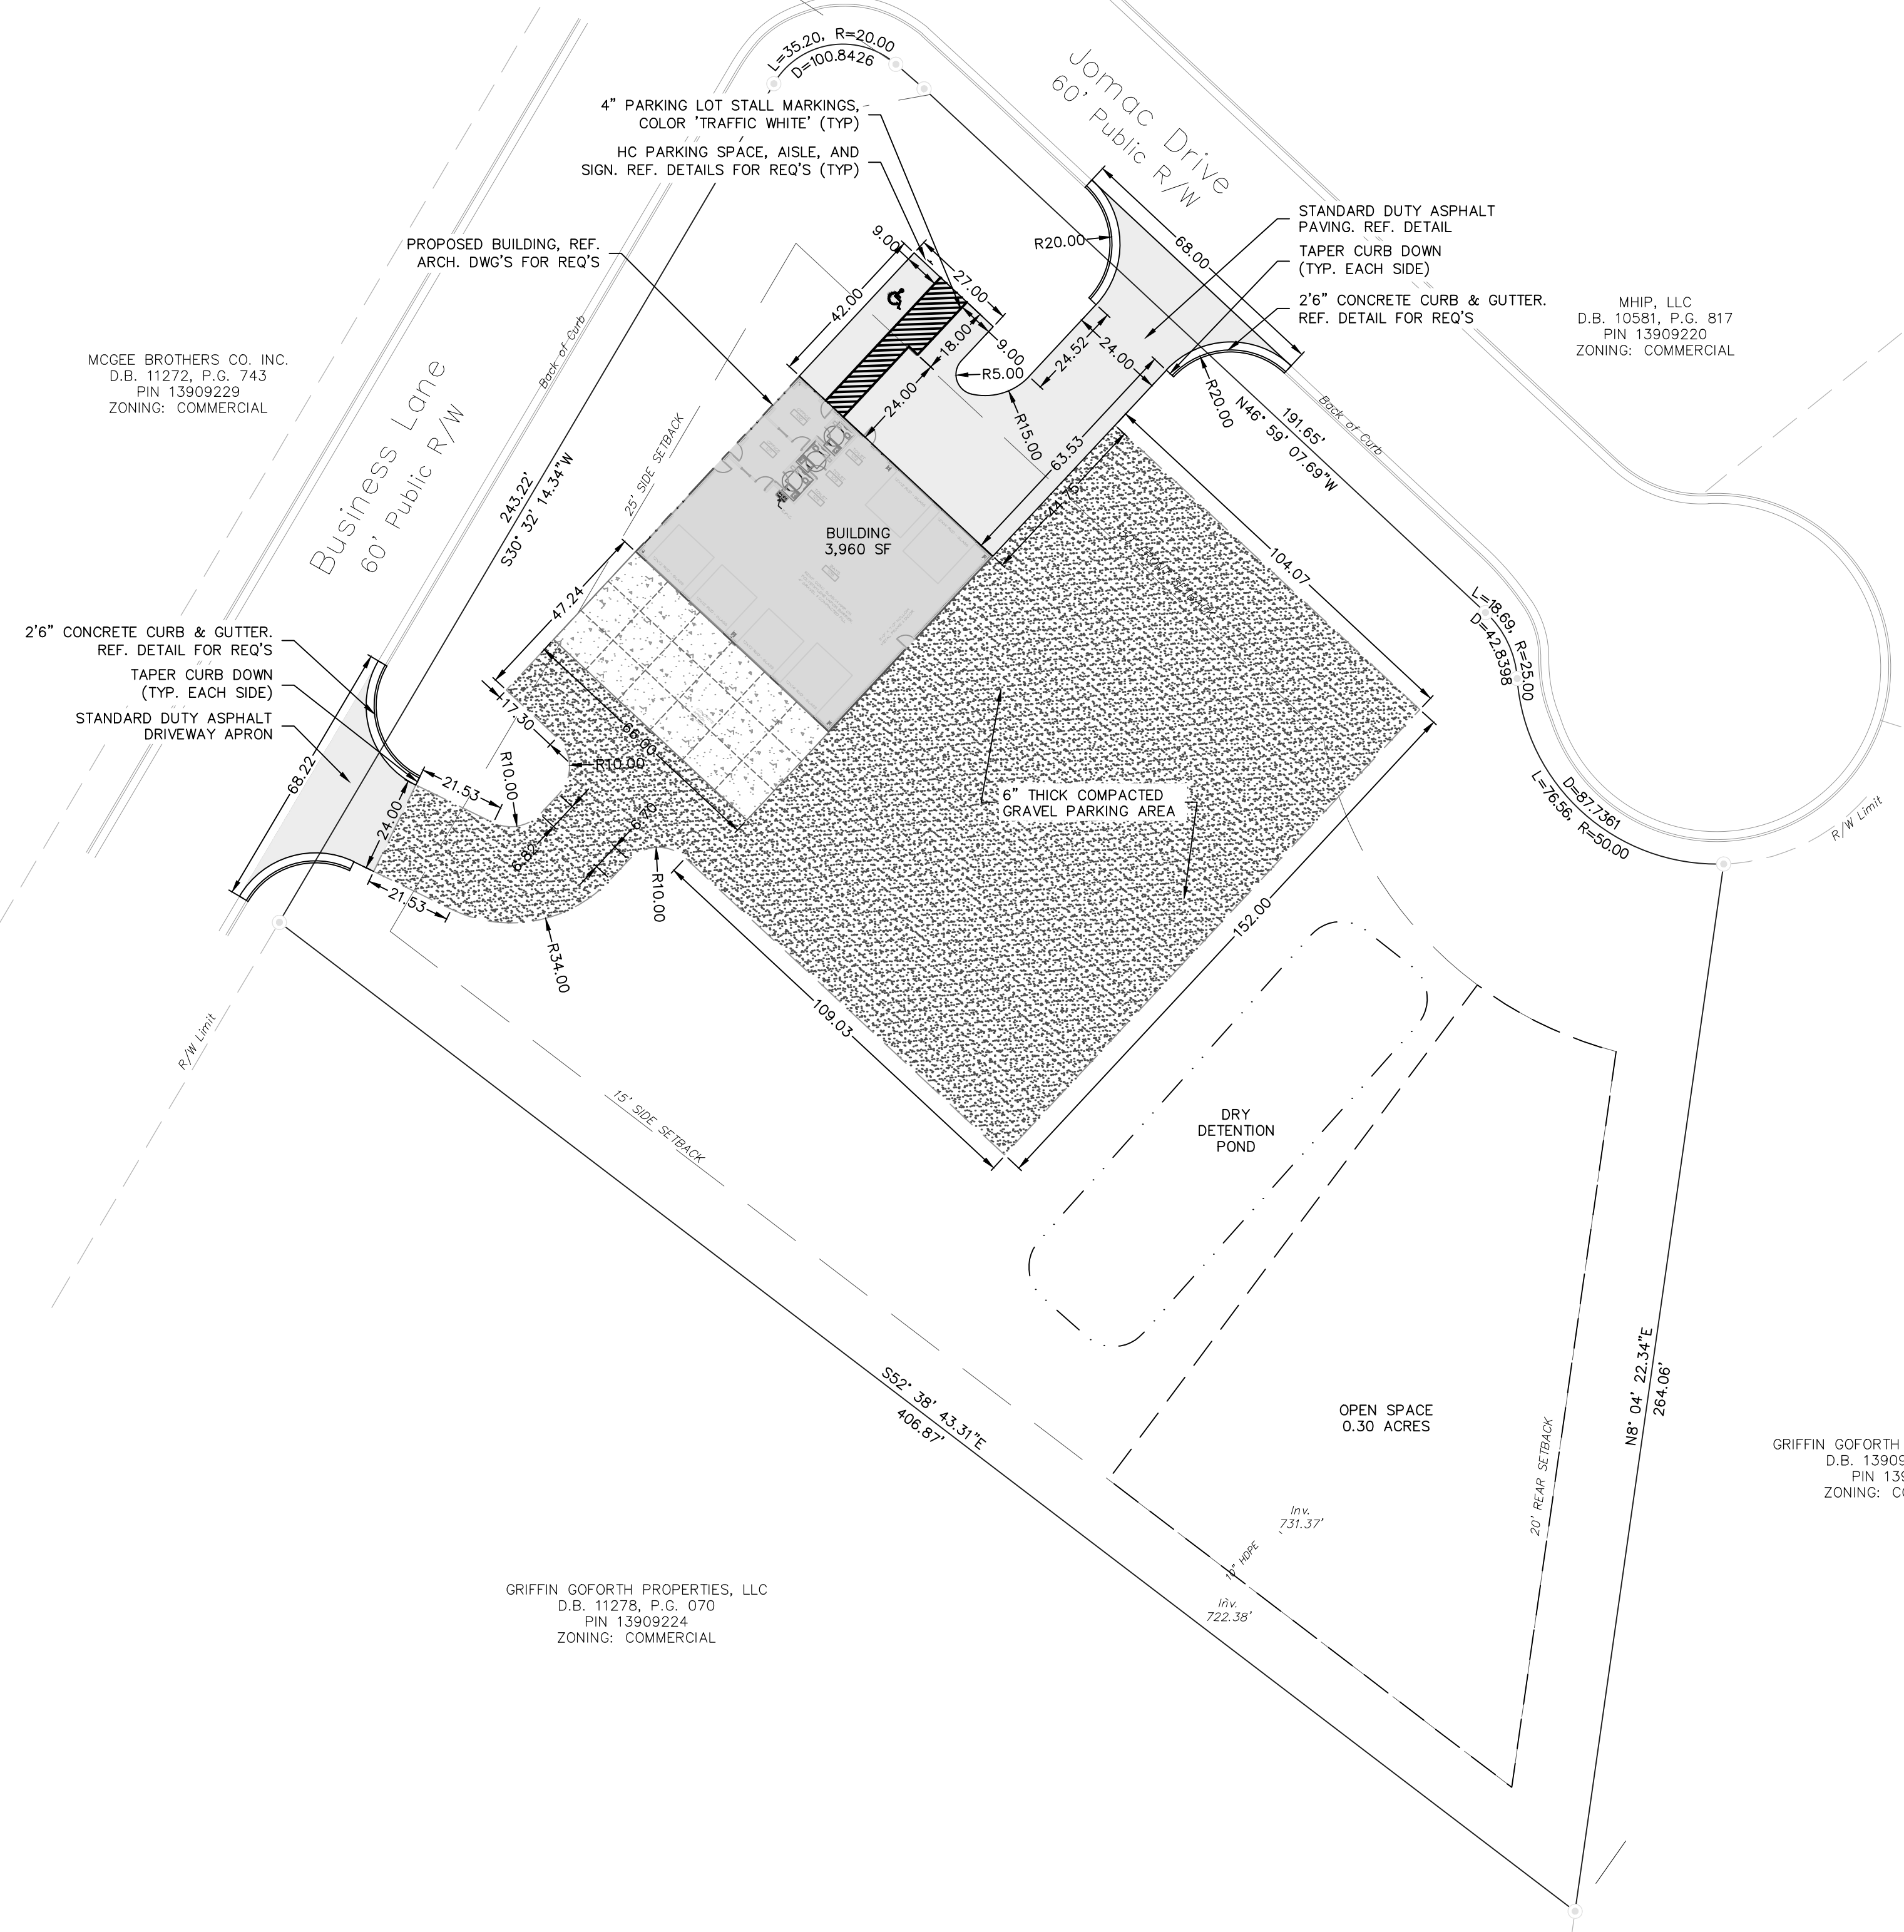 L=35.20, R=20.00
D=100.8426
Jomac Drive
60' Public R/W
4" PARKING LOT STALL MARKINGS,
COLOR 'TRAFFIC WHITE' (TYP)
HC PARKING SPACE, AISLE, AND
SIGN. REF. DETAILS FOR REQ'S (TYP)
PROPOSED BUILDING, REF.
ARCH. DWG'S FOR REQ'S
STANDARD DUTY ASPHALT
PAVING. REF. DETAIL
TAPER CURB DOWN
(TYP. EACH SIDE)
2'6" CONCRETE CURB & GUTTER.
REF. DETAIL FOR REQ'S
MHIP, LLC
D.B. 10581, P.G. 817
PIN 13909220
ZONING: COMMERCIAL
MCGEE BROTHERS CO. INC.
D.B. 11272, P.G. 743
PIN 13909229
ZONING: COMMERCIAL
Business Lane
60' Public R/W
Back of Curb
25' SIDE SETBACK
243.22'
S30° 32' 14.34"W
9.00
27.00
42.00
18.00
9.00
24.00
R5.00
R15.00
R20.00
68.00
24.52
24.00
R20.00
63.53
44.75
191.65'
N46° 59' 07.69"W
Back of Curb
BUILDING
3,960 SF
104.07
L=18.69, R=25.00
D=42.8398
D=87.7361
L=76.56, R=50.00
R/W Limit
47.24
2'6" CONCRETE CURB & GUTTER.
REF. DETAIL FOR REQ'S
TAPER CURB DOWN
(TYP. EACH SIDE)
STANDARD DUTY ASPHALT
DRIVEWAY APRON
17.30
66.00
R10.00
R10.00
68.22
21.53
24.00
6.82
6.70
21.53
R10.00
R34.00
6" THICK COMPACTED
GRAVEL PARKING AREA
152.00
109.03
R/W Limit
15' SIDE SETBACK
DRY
DETENTION
POND
S52° 38' 43.31"E
406.87'
OPEN SPACE
0.30 ACRES
20' REAR SETBACK
N8° 04' 22.34"E
264.06'
Inv.
731.37'
HDPE
Inv.
722.38'
GRIFFIN GOFORTH PROPERTIES, LLC
D.B. 11278, P.G. 070
PIN 13909224
ZONING: COMMERCIAL
GRIFFIN GOFORTH
D.B. 13909
PIN 139
ZONING: CO